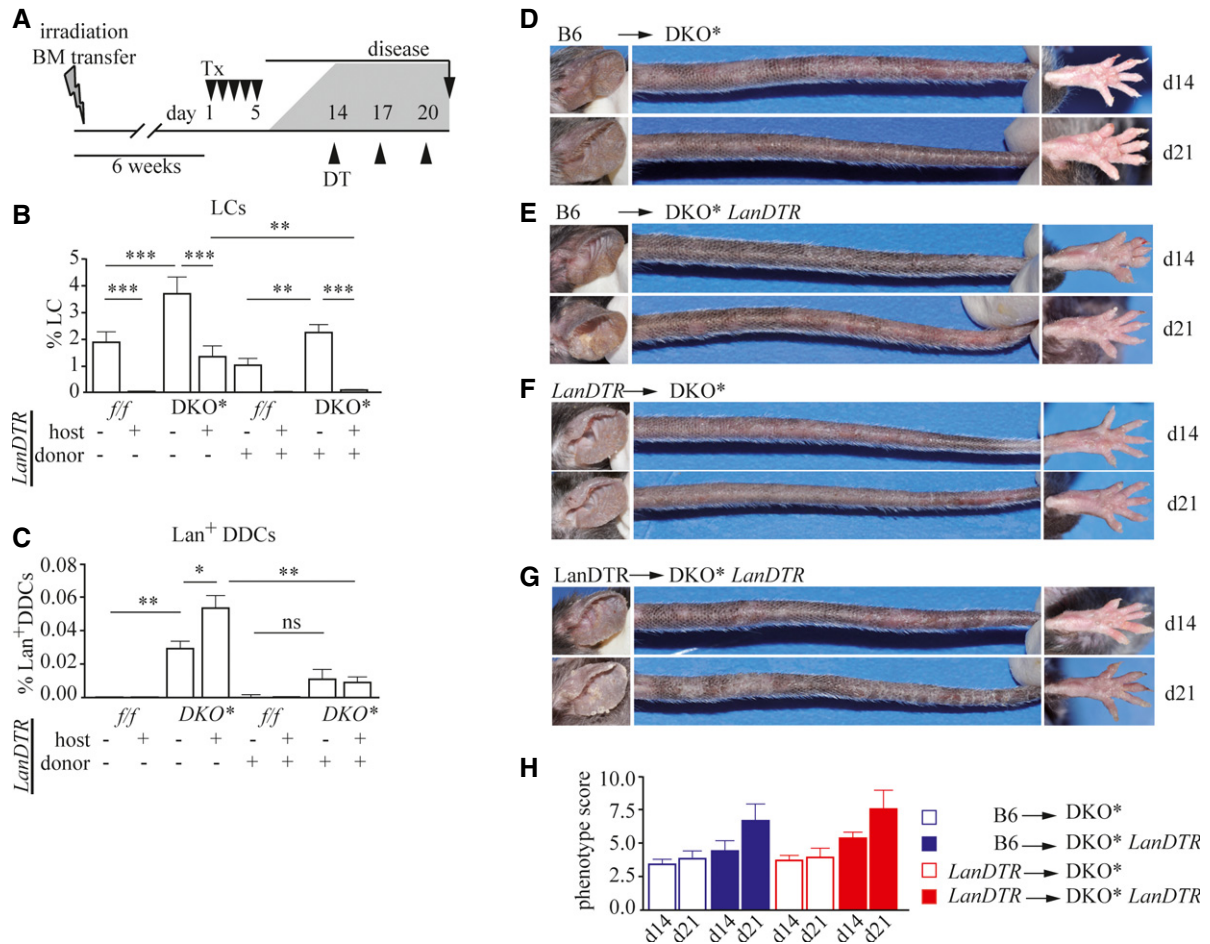 A
irradiation
BM transfer
Tx
disease
day 1 5 14 17 20
6 weeks
DT
B
LCs
**
*** *** ** ***
***
% LC
5
4
3
2
1
0
f/f DKO* f/f DKO*
LanDTR
host - + - + - + - +
donor - - - - + + + +
C
Lan+ DDCs
* **
** ns
% Lan+DDCs
0.08
0.06
0.04
0.02
0.00
f/f DKO* f/f DKO*
LanDTR
host - + - + - + - +
donor - - - - + + + +
D
B6 → DKO*
d14
d21
E
B6 → DKO* LanDTR
d14
d21
F
LanDTR → DKO*
d14
d21
G
LanDTR → DKO* LanDTR
d14
d21
H
phenotype score
10.0
7.5
5.0
2.5
0.0
d14 d21 d14 d21 d14 d21 d14 d21
B6 → DKO*
B6 → DKO* LanDTR
LanDTR → DKO*
LanDTR → DKO* LanDTR